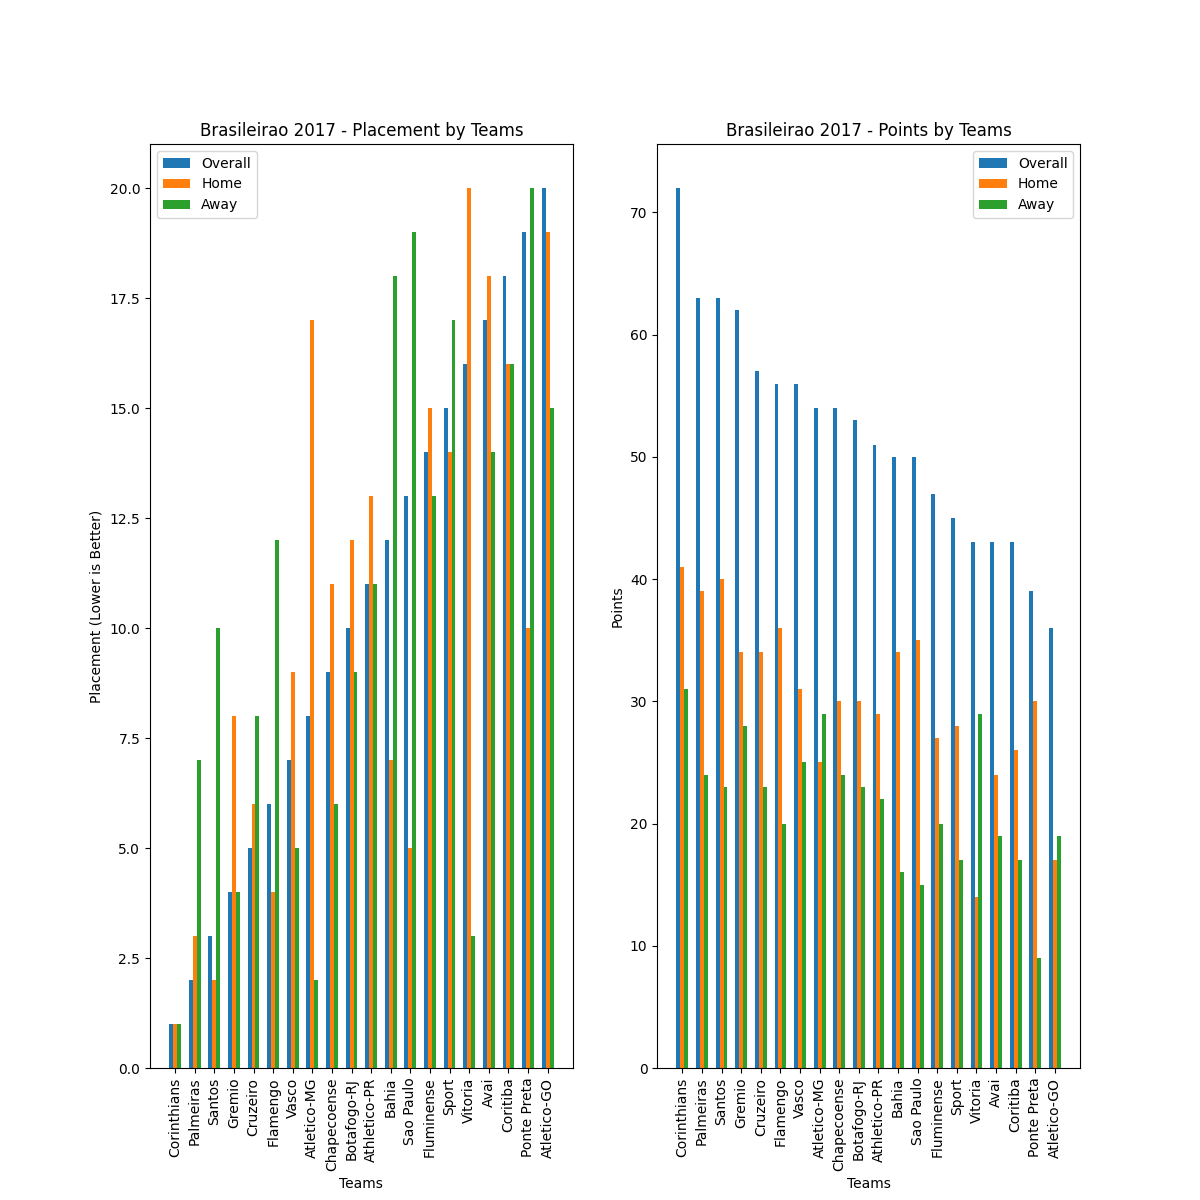 Brasileirao 2017 - Placement by Teams
Overall
Home
Away
20.0
17.5
15.0
12.5
10.0
7.5
5.0
2.5
0.0
Placement (Lower is Better)
Corinthians
Palmeiras
Santos
Gremio
Cruzeiro
Flamengo
Vasco
Atletico-MG
Chapecoense
Botafogo-RJ
Athletico-PR
Bahia
Sao Paulo
Fluminense
Sport
Vitoria
Avai
Coritiba
Ponte Preta
Atletico-GO
Teams
Brasileirao 2017 - Points by Teams
Overall
Home
Away
70
60
50
40
30
20
10
0
Points
Corinthians
Palmeiras
Santos
Gremio
Cruzeiro
Flamengo
Vasco
Atletico-MG
Chapecoense
Botafogo-RJ
Athletico-PR
Bahia
Sao Paulo
Fluminense
Sport
Vitoria
Avai
Coritiba
Ponte Preta
Atletico-GO
Teams